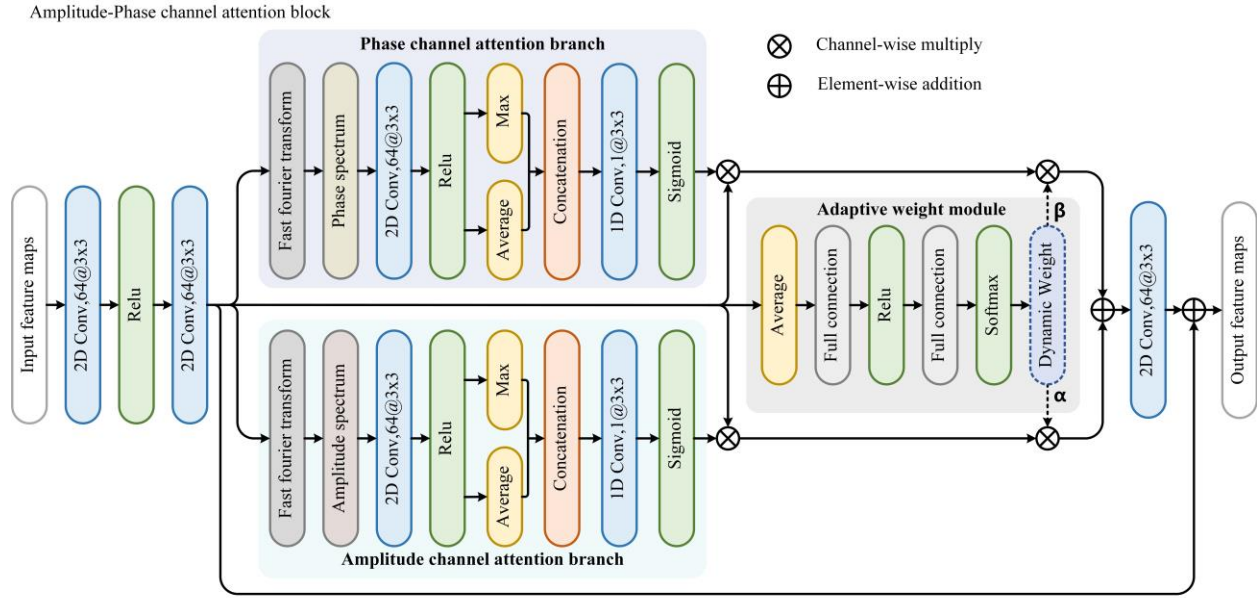 Amplitude-Phase channel attention block
Phase channel attention branch
Fast fourier transform
Phase spectrum
2D Conv,64@3x3
Relu
Max
Average
Concatenation
1D Conv,1@3x3
Sigmoid
Channel-wise multiply
Element-wise addition
Input feature maps
2D Conv,64@3x3
Relu
2D Conv,64@3x3
Adaptive weight module
Average
Full connection
Relu
Full connection
Softmax
Dynamic Weight
β
α
2D Conv,64@3x3
Output feature maps
Fast fourier transform
Amplitude spectrum
2D Conv,64@3x3
Relu
Max
Average
Concatenation
1D Conv,1@3x3
Sigmoid
Amplitude channel attention branch